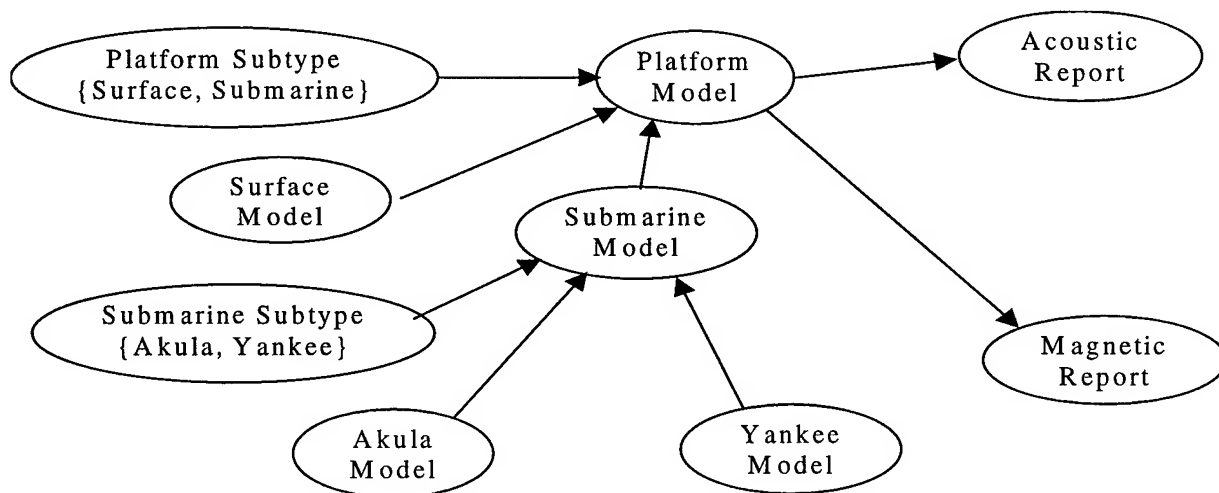 Platform Subtype
{Surface, Submarine}
Platform
Model
Acoustic
Report
Surface
Model
Submarine
Model
Submarine Subtype
{Akula, Yankee}
Magnetic
Report
Akula
Model
Yankee
Model